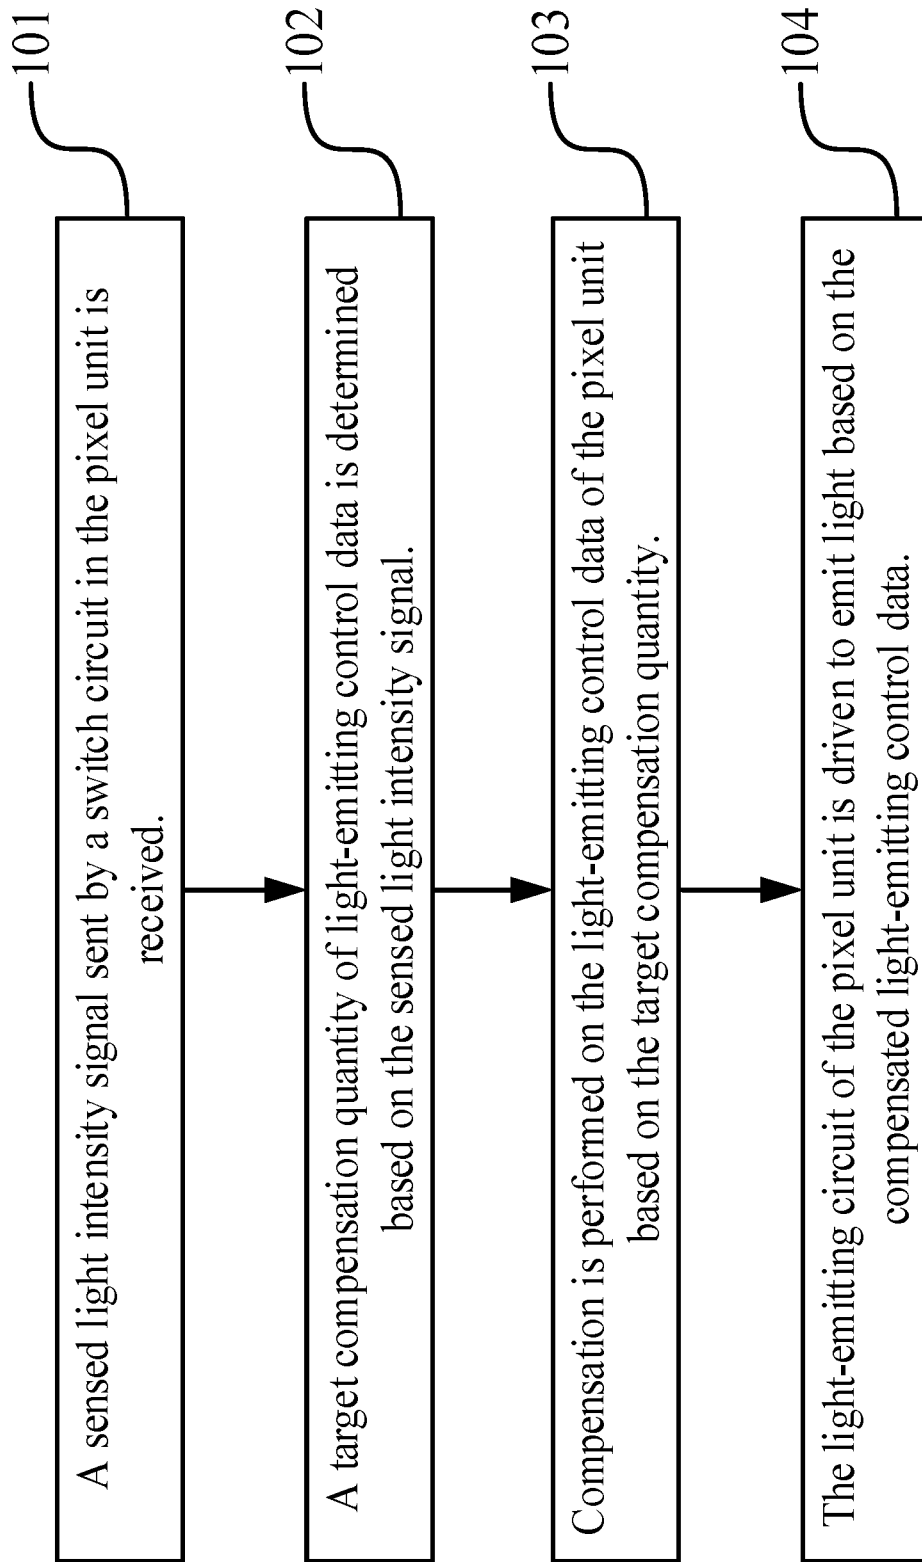 A sensed light intensity signal sent by a switch circuit in the pixel unit is
received.
101
A target compensation quantity of light-emitting control data is determined
based on the sensed light intensity signal.
102
Compensation is performed on the light-emitting control data of the pixel unit
based on the target compensation quantity.
103
The light-emitting circuit of the pixel unit is driven to emit light based on the
compensated light-emitting control data.
104